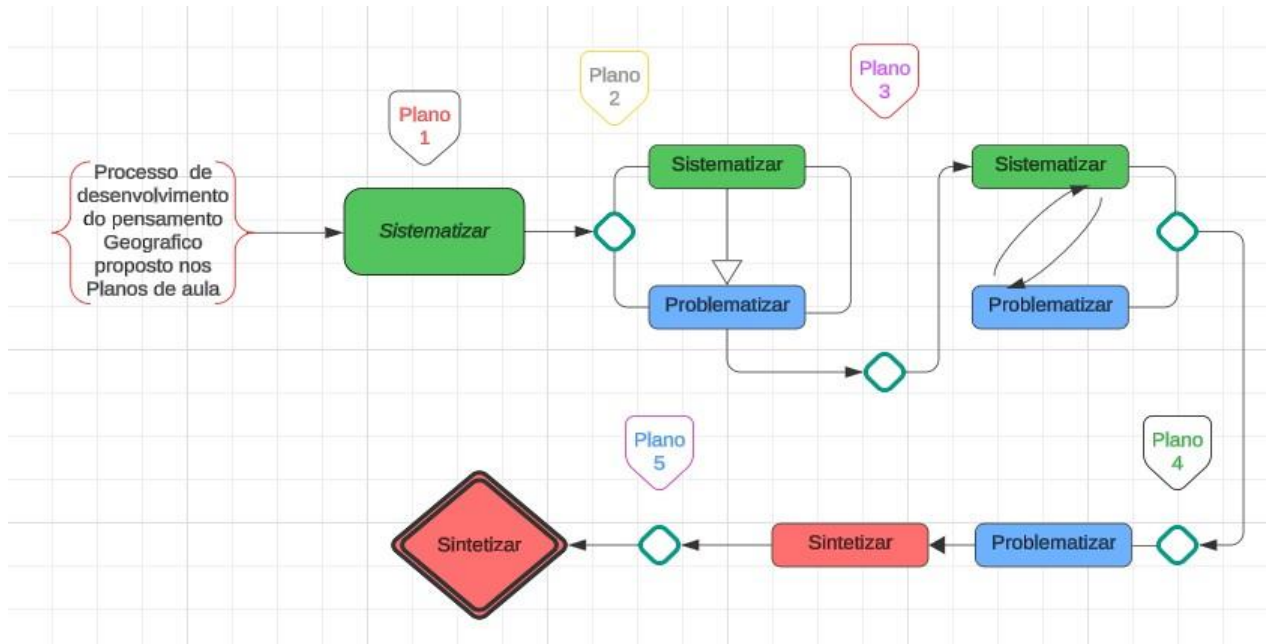 Processo de
desenvolvimento
do pensamento
Geografico
proposto nos
Planos de aula
Plano
1
Sistematizar
Plano
2
Sistematizar
Problematizar
Plano
3
Sistematizar
Problematizar
Plano
4
Problematizar
Sintetizar
Plano
5
Sintetizar